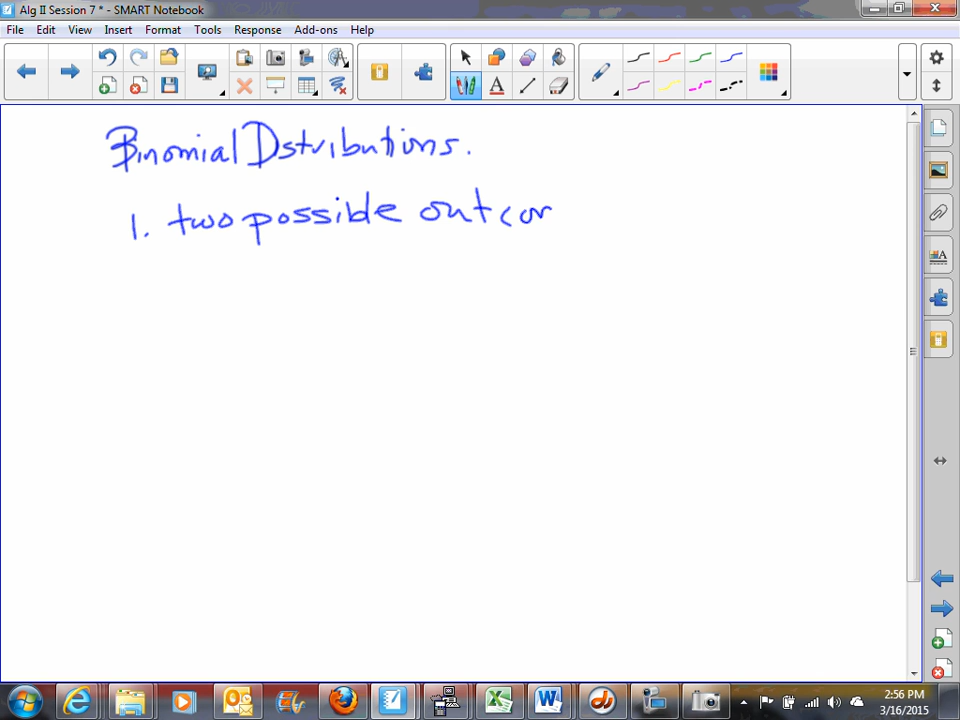 Alg II Session 7 * - SMART Notebook
File Edit View Insert Format Tools Response Add-ons Help
Binomial Dstributions.
1. two possible outcom
2:56 PM
3/16/2015